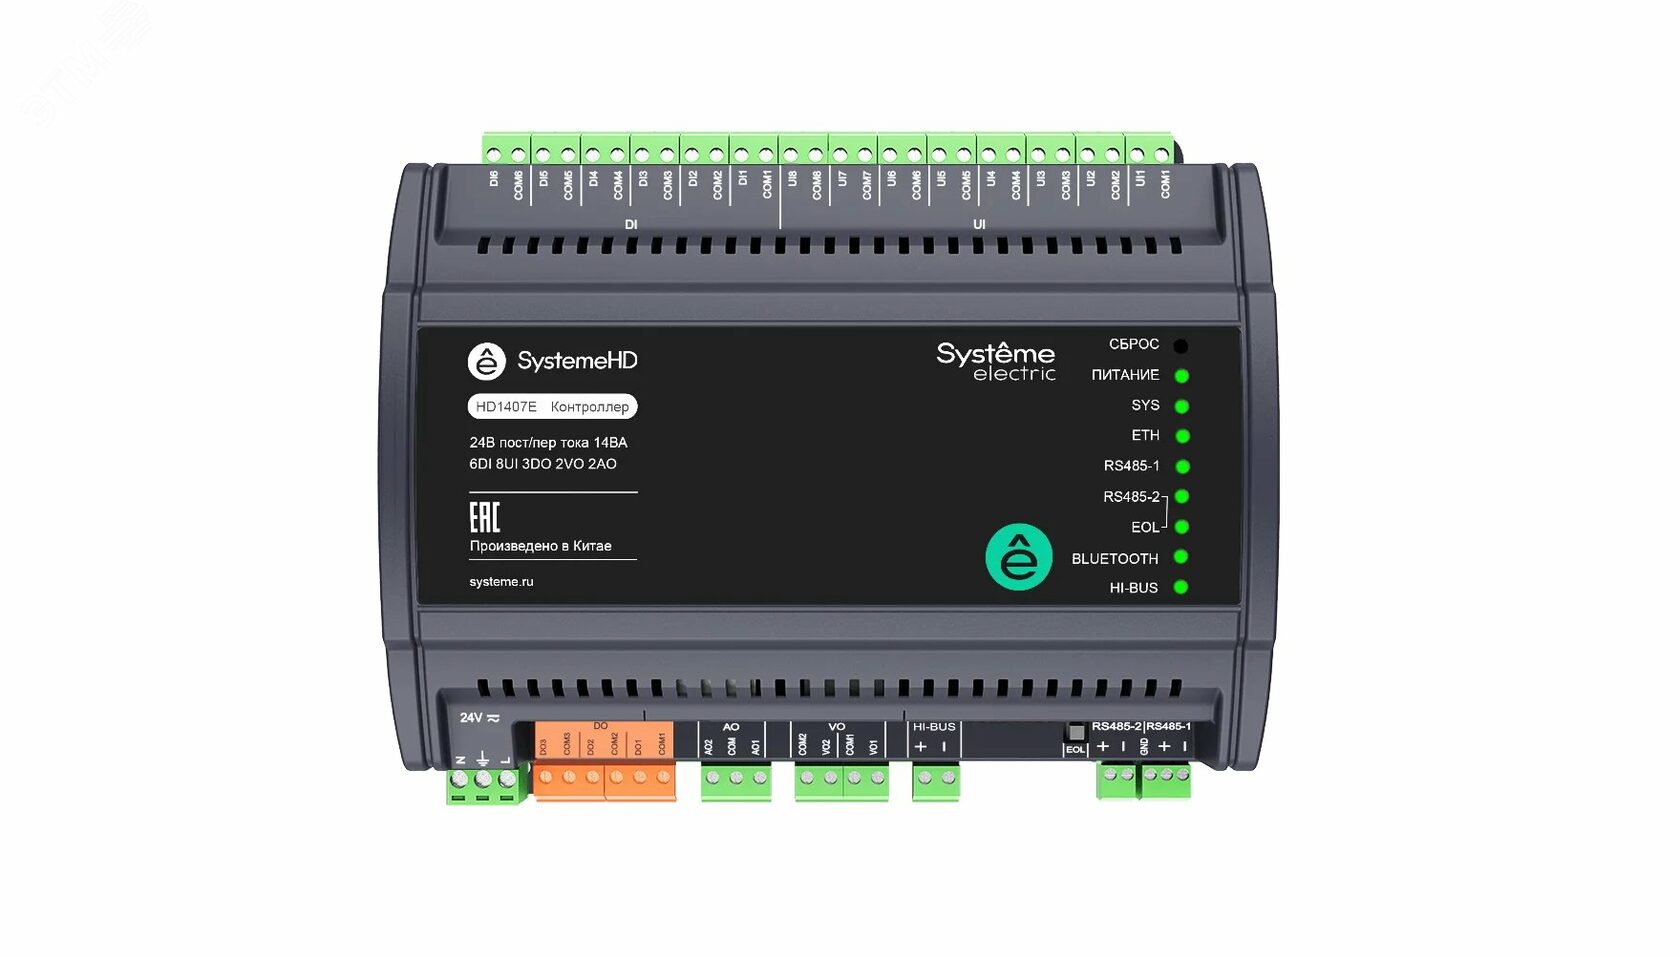 ЭТМ
DI6 COM6 DI5 COM5 DI4 COM4 DI3 COM3 DI2 COM2 DI1 COM1 UI8 COM8 UI7 COM7 UI6 COM6 UI5 COM5 UI4 COM4 UI3 COM3 UI2 COM2 UI1 COM1
DI UI
ê SystemeHD
HD1407E Контроллер
24В пост/пер тока 14ВА
6DI 8UI 3DO 2VO 2AO
EAC
Произведено в Китае
systeme.ru
Systême
electric
ê
СБРОС
ПИТАНИЕ
SYS
ETH
RS485-1
RS485-2
EOL
BLUETOOTH
HI-BUS
24V
N L
DO
DO3 COM3 DO2 COM2 DO1 COM1
AO
AO2 COM AO1
VO
COM2 VO2 COM1 VO1
HI-BUS
+ −
EOL
RS485-2 RS485-1
+ − GND + −